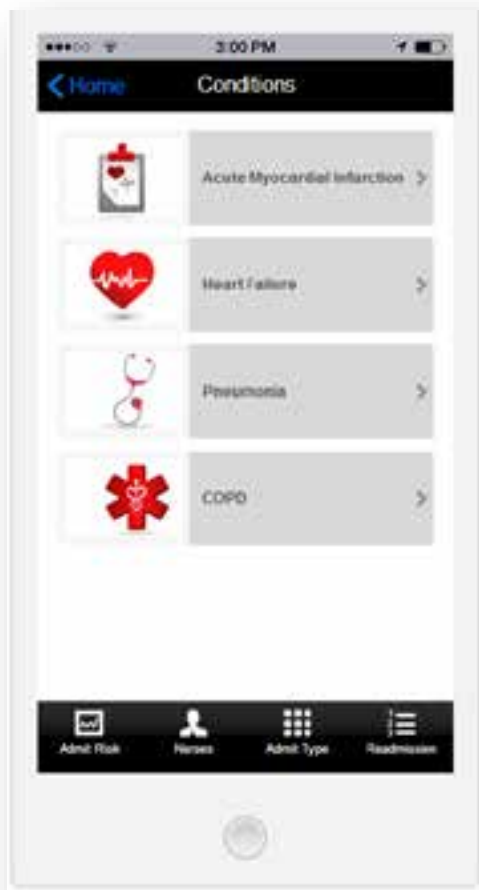 3:00 PM
Home
Conditions
Acute Myocardial Infarction
Heart Failure
Pneumonia
COPD
Admit Risk
Nurses
Admit Type
Readmission